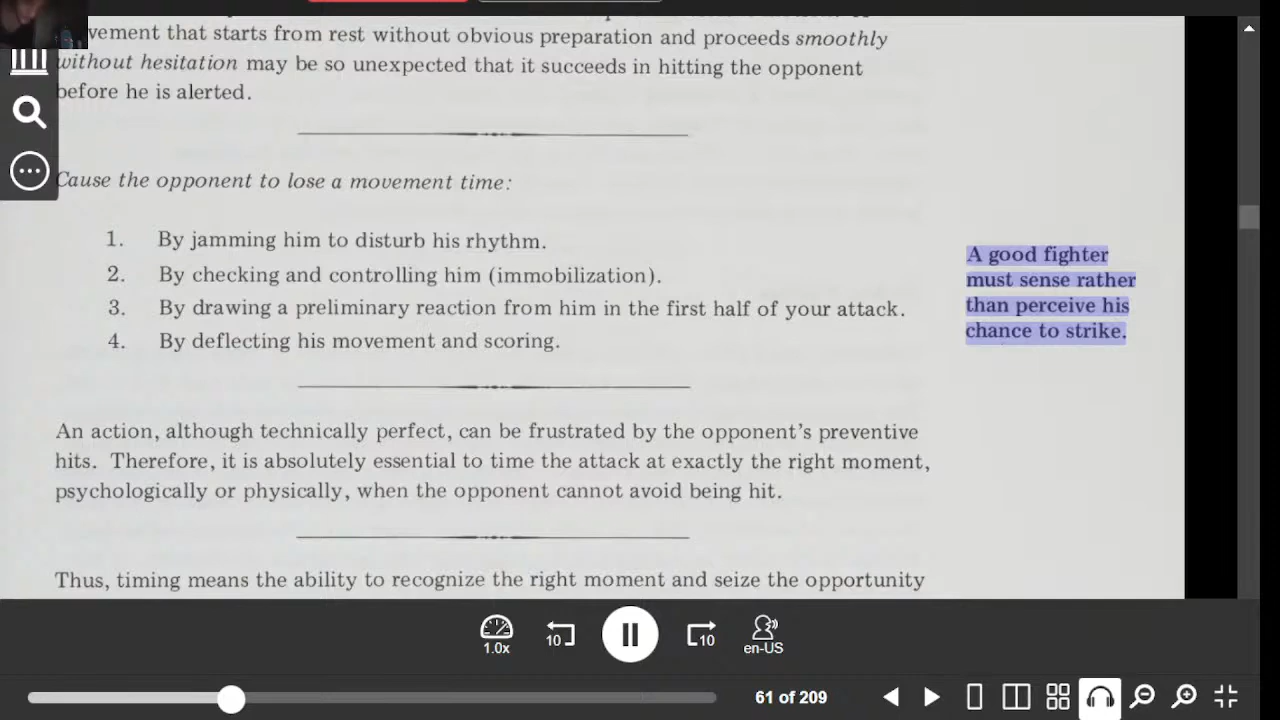 vement that starts from rest without obvious preparation and proceeds smoothly
without hesitation may be so unexpected that it succeeds in hitting the opponent
before he is alerted.
Cause the opponent to lose a movement time:
1. By jamming him to disturb his rhythm.
2. By checking and controlling him (immobilization).
3. By drawing a preliminary reaction from him in the first half of your attack.
4. By deflecting his movement and scoring.
A good fighter
must sense rather
than perceive his
chance to strike.
An action, although technically perfect, can be frustrated by the opponent's preventive
hits. Therefore, it is absolutely essential to time the attack at exactly the right moment,
psychologically or physically, when the opponent cannot avoid being hit.
Thus, timing means the ability to recognize the right moment and seize the opportunity
1.0x
10
10
en-US
61 of 209